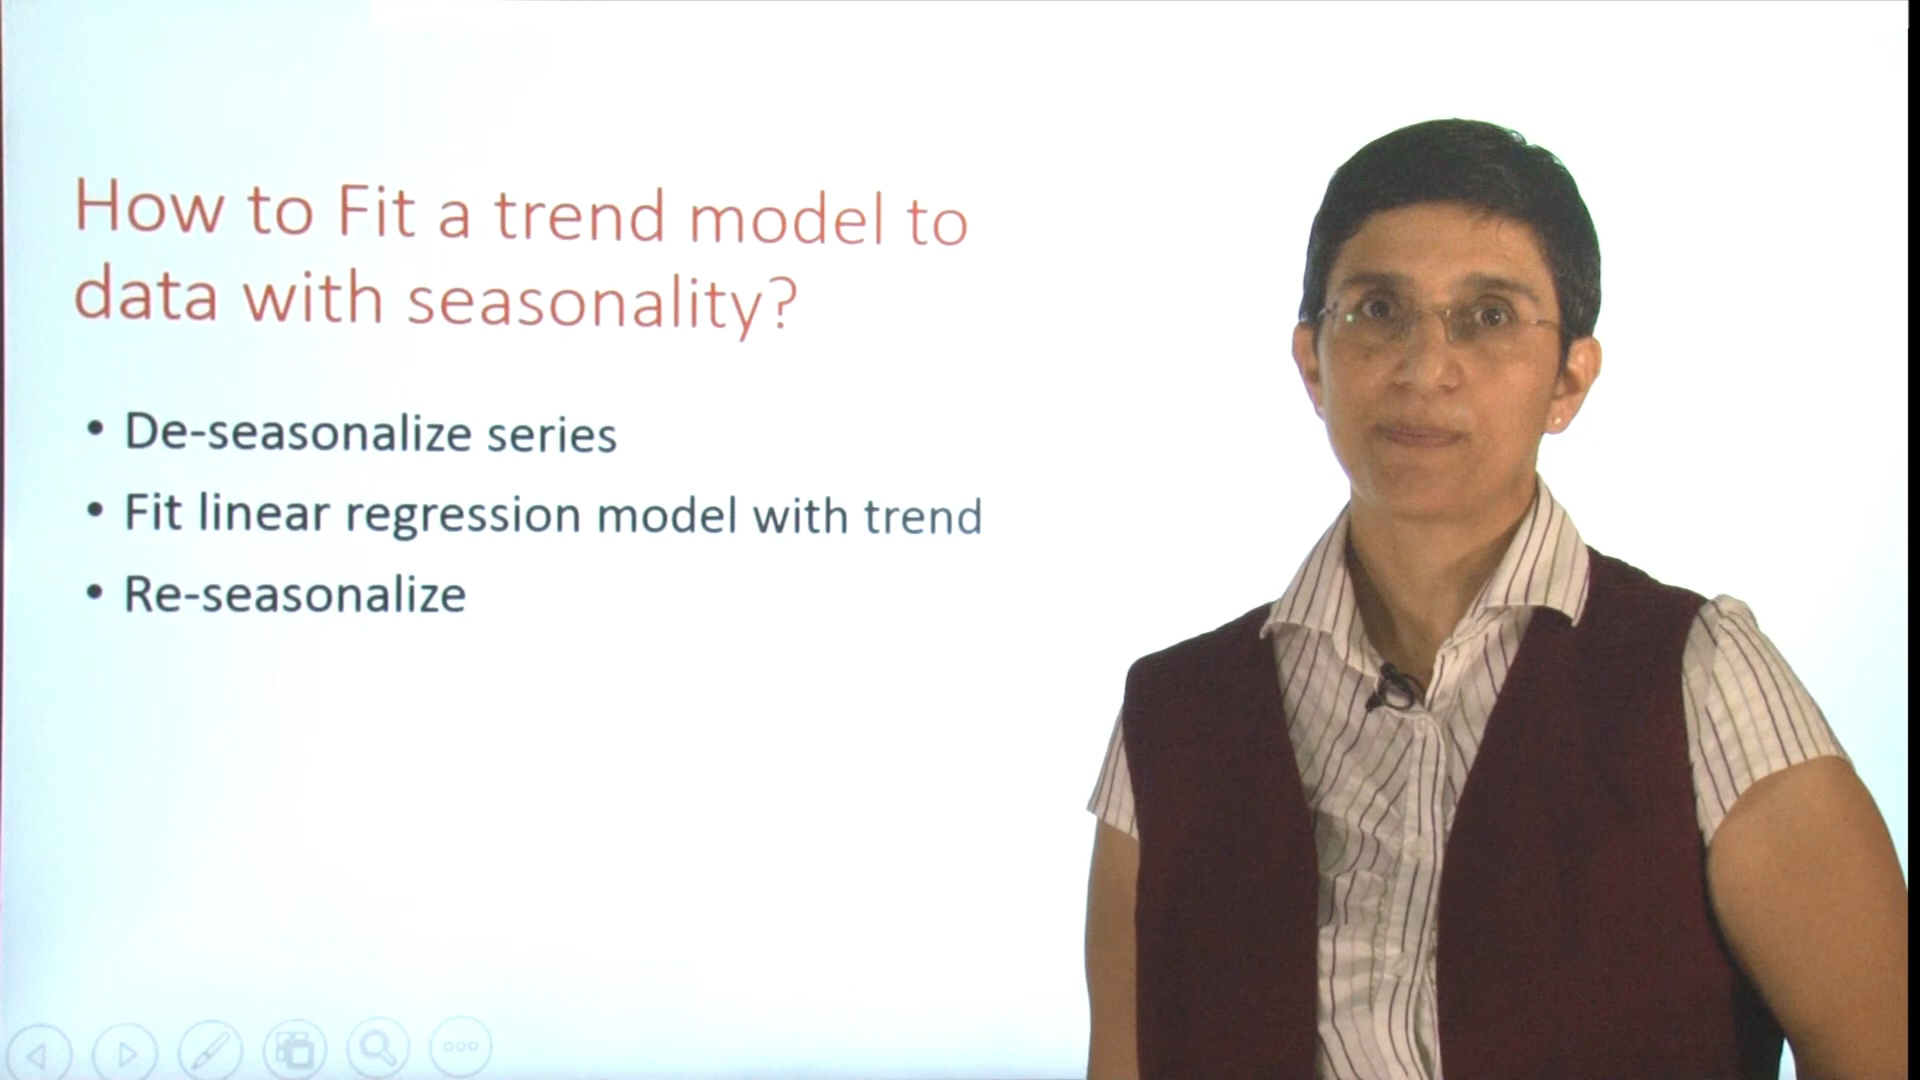 How to Fit a trend model to
data with seasonality?
• De-seasonalize series
• Fit linear regression model with trend
• Re-seasonalize